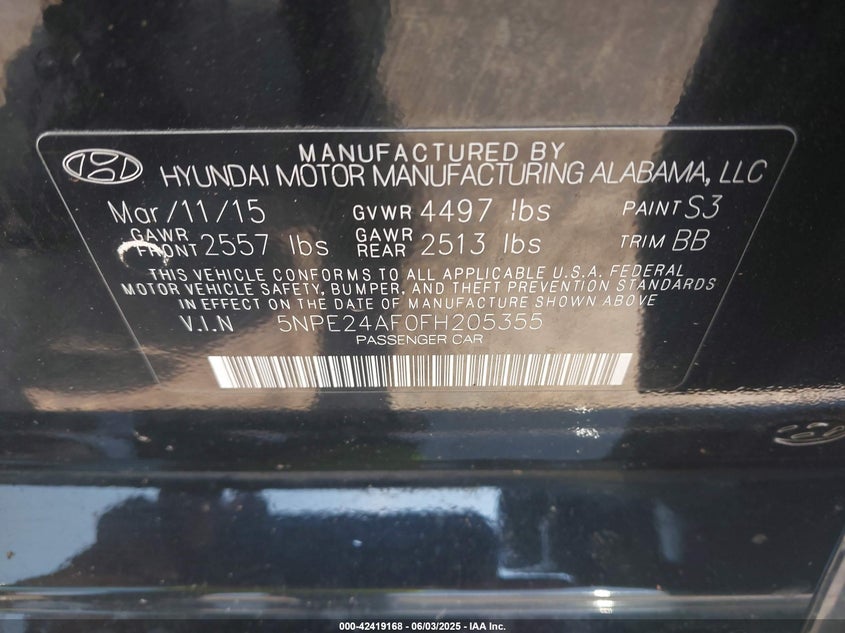 MANUFACTURED BY
HYUNDAI MOTOR MANUFACTURING ALABAMA, LLC
Mar/11/15 GVWR 4497 lbs PAINT S3
GAWR FRONT 2557 lbs GAWR REAR 2513 lbs TRIM BB
THIS VEHICLE CONFORMS TO ALL APPLICABLE U.S.A. FEDERAL
MOTOR VEHICLE SAFETY, BUMPER, AND THEFT PREVENTION STANDARDS
IN EFFECT ON THE DATE OF MANUFACTURE SHOWN ABOVE
V.I.N 5NPE24AF0FH205355
PASSENGER CAR
000-42419168 - 06/03/2025 - IAA Inc.